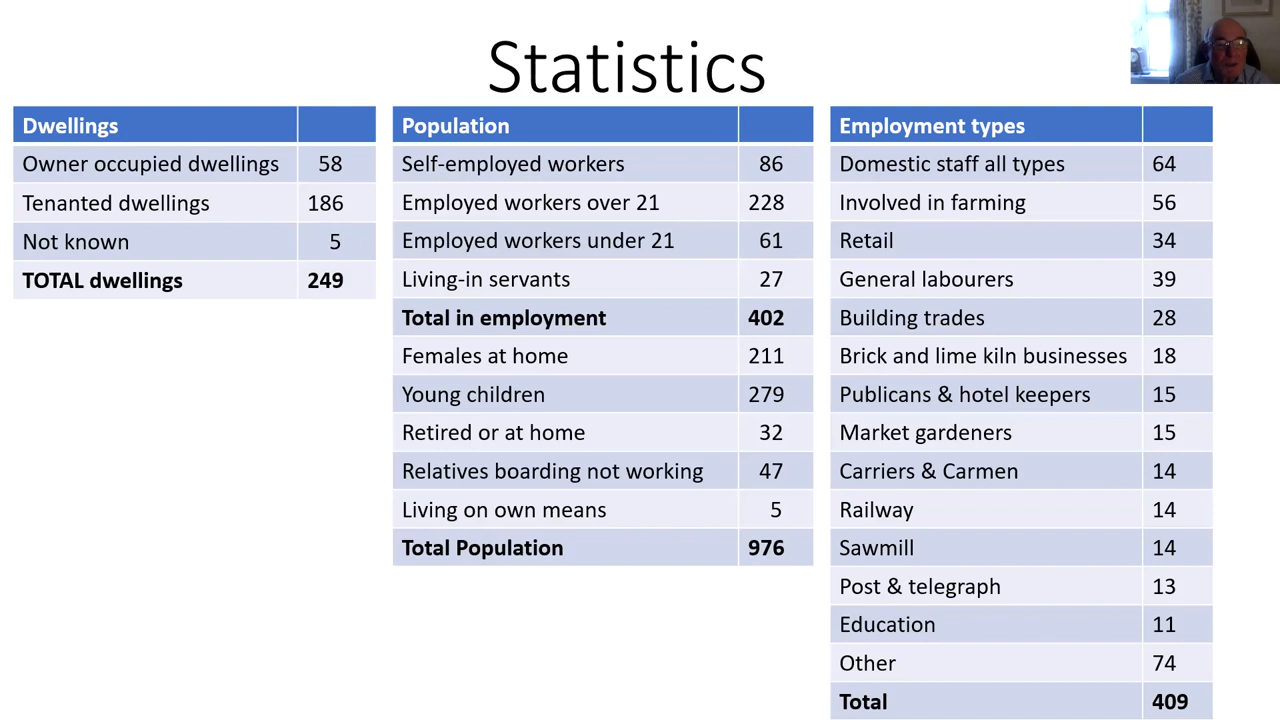 Statistics
Dwellings
Owner occupied dwellings 58
Tenanted dwellings 186
Not known 5
TOTAL dwellings 249
Population
Self-employed workers 86
Employed workers over 21 228
Employed workers under 21 61
Living-in servants 27
Total in employment 402
Females at home 211
Young children 279
Retired or at home 32
Relatives boarding not working 47
Living on own means 5
Total Population 976
Employment types
Domestic staff all types 64
Involved in farming 56
Retail 34
General labourers 39
Building trades 28
Brick and lime kiln businesses 18
Publicans & hotel keepers 15
Market gardeners 15
Carriers & Carmen 14
Railway 14
Sawmill 14
Post & telegraph 13
Education 11
Other 74
Total 409